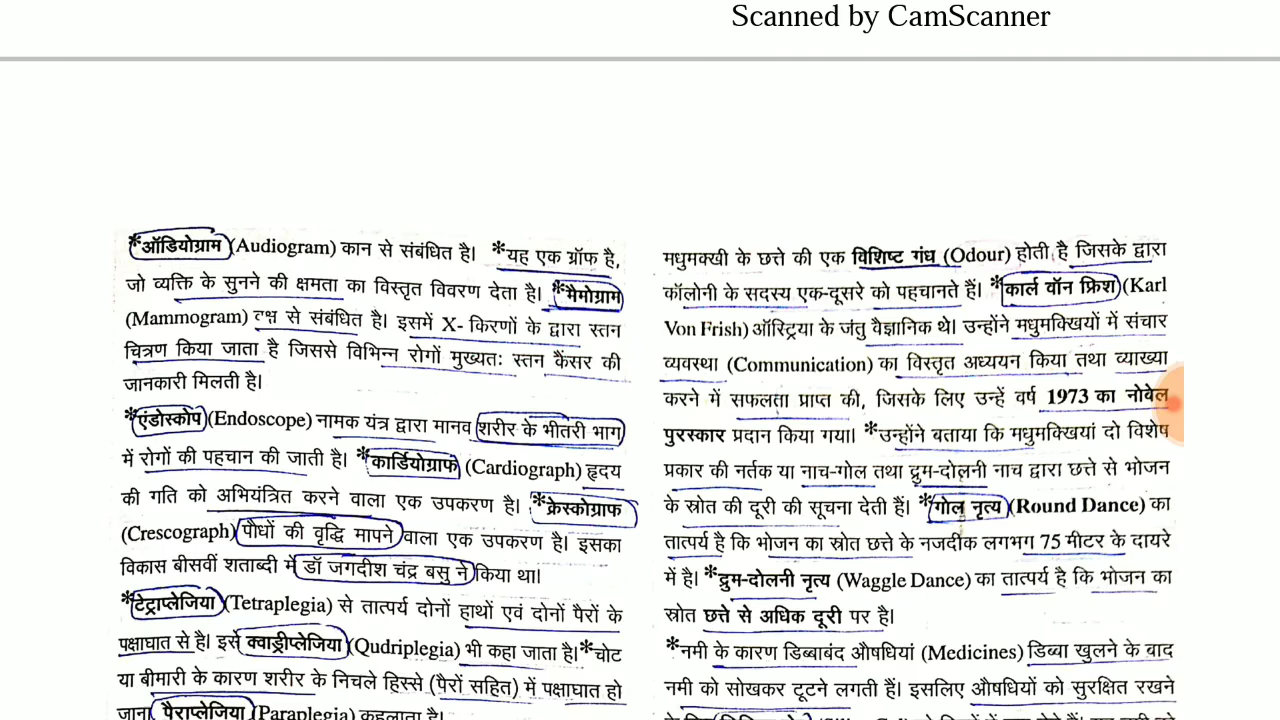 Scanned by CamScanner
*ऑडियोग्राम (Audiogram) कान से संबंधित है। *यह एक ग्रॉफ है,
जो व्यक्ति के सुनने की क्षमता का विस्तृत विवरण देता है। *मैमोग्राम
(Mammogram) से संबंधित है। इसमें X- किरणों के द्वारा स्तन
चित्रण किया जाता है जिससे विभिन्न रोगों मुख्यतः स्तन कैंसर की
जानकारी मिलती है।
*एंडोस्कोप (Endoscope) नामक यंत्र द्वारा मानव शरीर के भीतरी भाग
में रोगों की पहचान की जाती है। *कार्डियोग्राफ (Cardiograph) हृदय
की गति को अभियंत्रित करने वाला एक उपकरण है। *क्रेस्कोग्राफ
(Crescograph) पौधों की वृद्धि मापने वाला एक उपकरण है। इसका
विकास बीसवीं शताब्दी में डॉ जगदीश चंद्र बसु ने किया था।
*टेट्राप्लेजिया (Tetraplegia) से तात्पर्य दोनों हाथों एवं दोनों पैरों के
पक्षाघात से है। इसे क्वाड्रीप्लेजिया (Qudriplegia) भी कहा जाता है।*चोट
या बीमारी के कारण शरीर के निचले हिस्से (पैरों सहित) में पक्षाघात हो
जाना पैराप्लेजिया (Paraplegia) कहलाता है।
मधुमक्खी के छत्ते की एक विशिष्ट गंध (Odour) होती है जिसके द्वारा
कॉलोनी के सदस्य एक-दूसरे को पहचानते हैं। *कार्ल वॉन फ्रिश (Karl
Von Frish) ऑस्ट्रिया के जंतु वैज्ञानिक थे। उन्होंने मधुमक्खियों में संचार
व्यवस्था (Communication) का विस्तृत अध्ययन किया तथा व्याख्या
करने में सफलता प्राप्त की, जिसके लिए उन्हें वर्ष 1973 का नोबेल
पुरस्कार प्रदान किया गया। *उन्होंने बताया कि मधुमक्खियां दो विशेष
प्रकार की नर्तक या नाच-गोल तथा द्रुम-दोलनी नाच द्वारा छत्ते से भोजन
के स्रोत की दूरी की सूचना देती हैं। *गोल नृत्य (Round Dance) का
तात्पर्य है कि भोजन का स्रोत छत्ते के नजदीक लगभग 75 मीटर के दायरे
में है। *द्रुम-दोलनी नृत्य (Waggle Dance) का तात्पर्य है कि भोजन का
स्रोत छत्ते से अधिक दूरी पर है।
*नमी के कारण डिब्बाबंद औषधियां (Medicines) डिब्बा खुलने के बाद
नमी को सोखकर टूटने लगती हैं। इसलिए औषधियों को सुरक्षित रखने